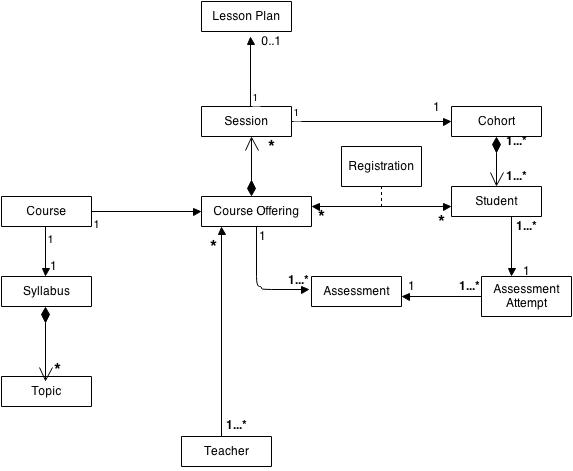 Lesson Plan
0..1
1
Session
1
1
Cohort
*
1...*
Registration
1...*
Course
1
Course Offering
*
*
Student
*
1
1...*
1
1
1...*
1
Syllabus
Assessment
1
1...*
Assessment
Attempt
*
Topic
1...*
Teacher